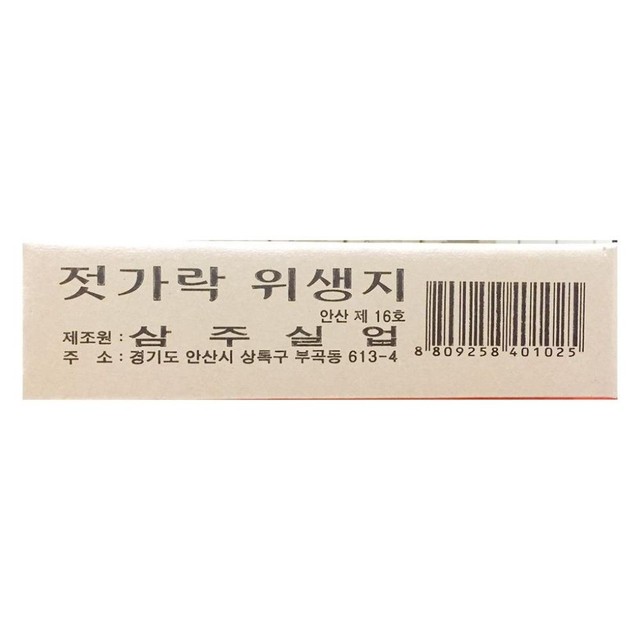 젓가락 위생지
안산 제 16호
제조원 : 삼 주 실 업
주 소 : 경기도 안산시 상록구 부곡동 613-4
8 809258 401025